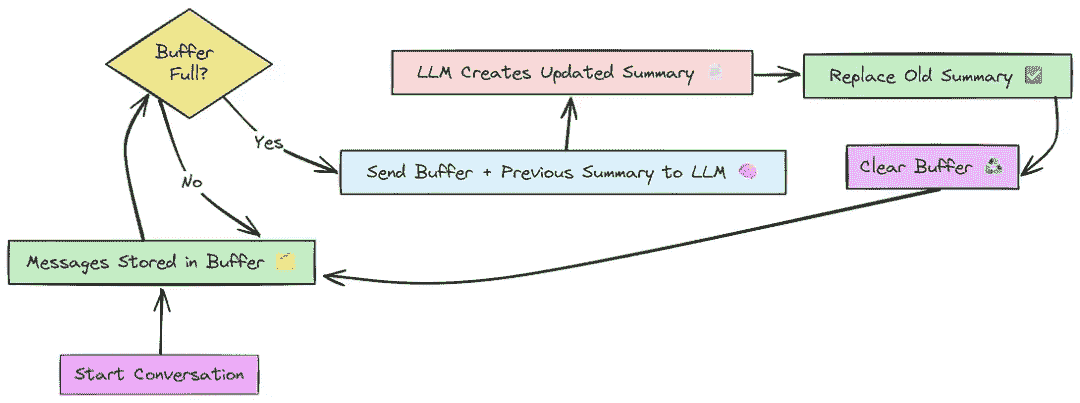 Buffer
Full?
LLM Creates Updated Summary
Replace Old Summary
Yes
Send Buffer + Previous Summary to LLM
Clear Buffer
No
Messages Stored in Buffer
Start Conversation